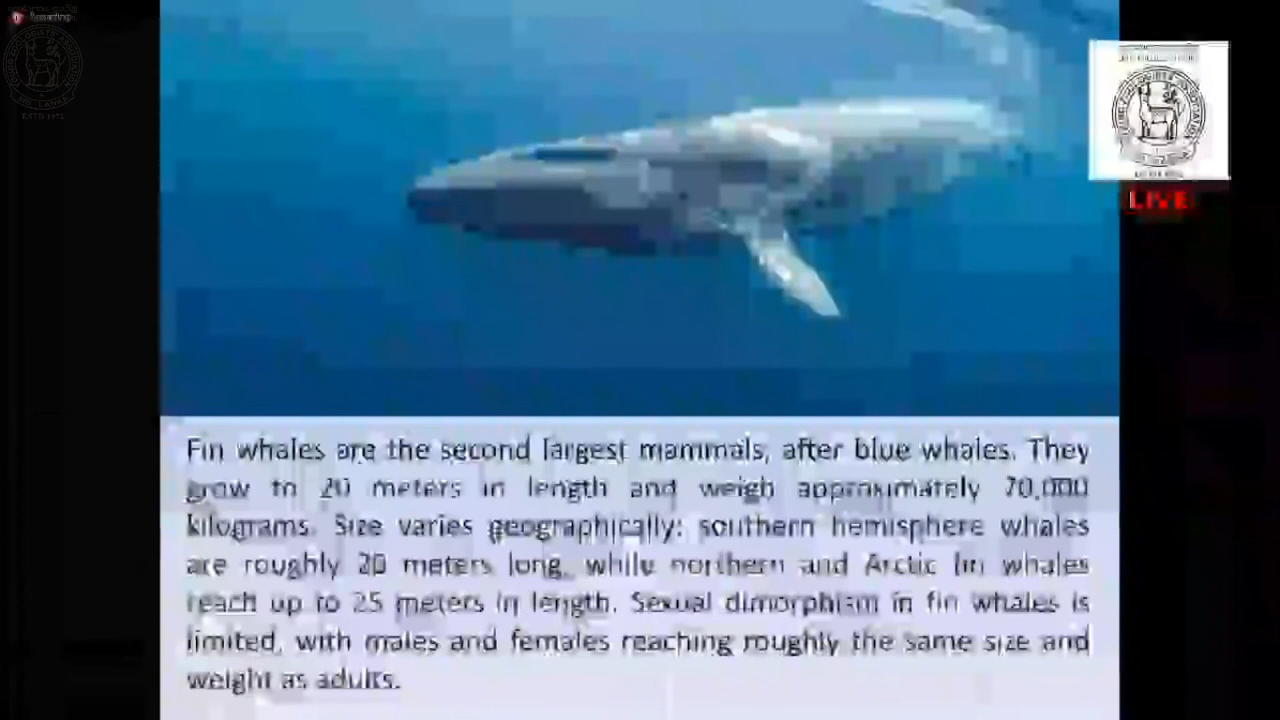 LIVE
Fin whales are the second largest mammals, after blue whales. They
grow to 20 meters in length and weigh approximately 70,000
kilograms. Size varies geographically: southern hemisphere whales
are roughly 20 meters long, while northern and Arctic fin whales
reach up to 25 meters in length. Sexual dimorphism in fin whales is
limited, with males and females reaching roughly the same size and
weight as adults.